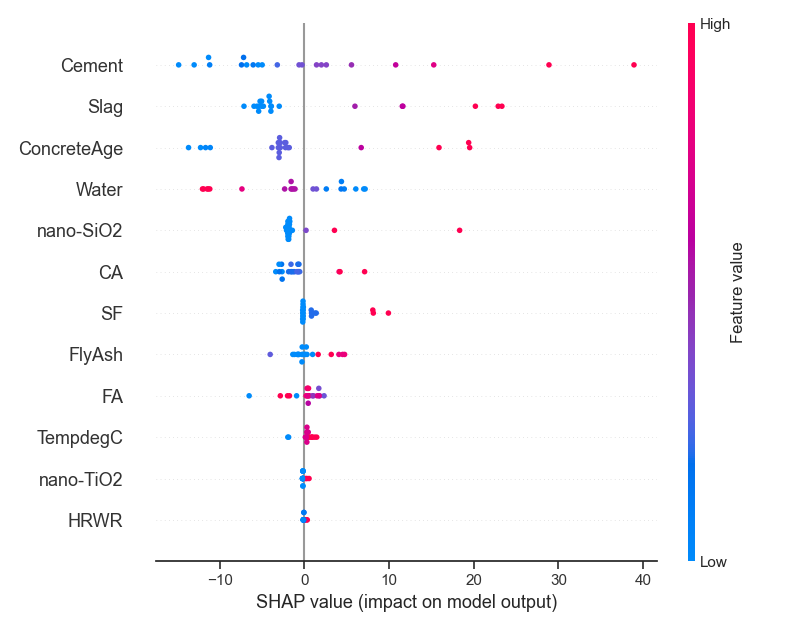 High
Cement
Slag
ConcreteAge
Water
nano-SiO2
CA
SF
FlyAsh
FA
TempdegC
nano-TiO2
HRWR
Feature value
Low
−10 0 10 20 30 40
SHAP value (impact on model output)